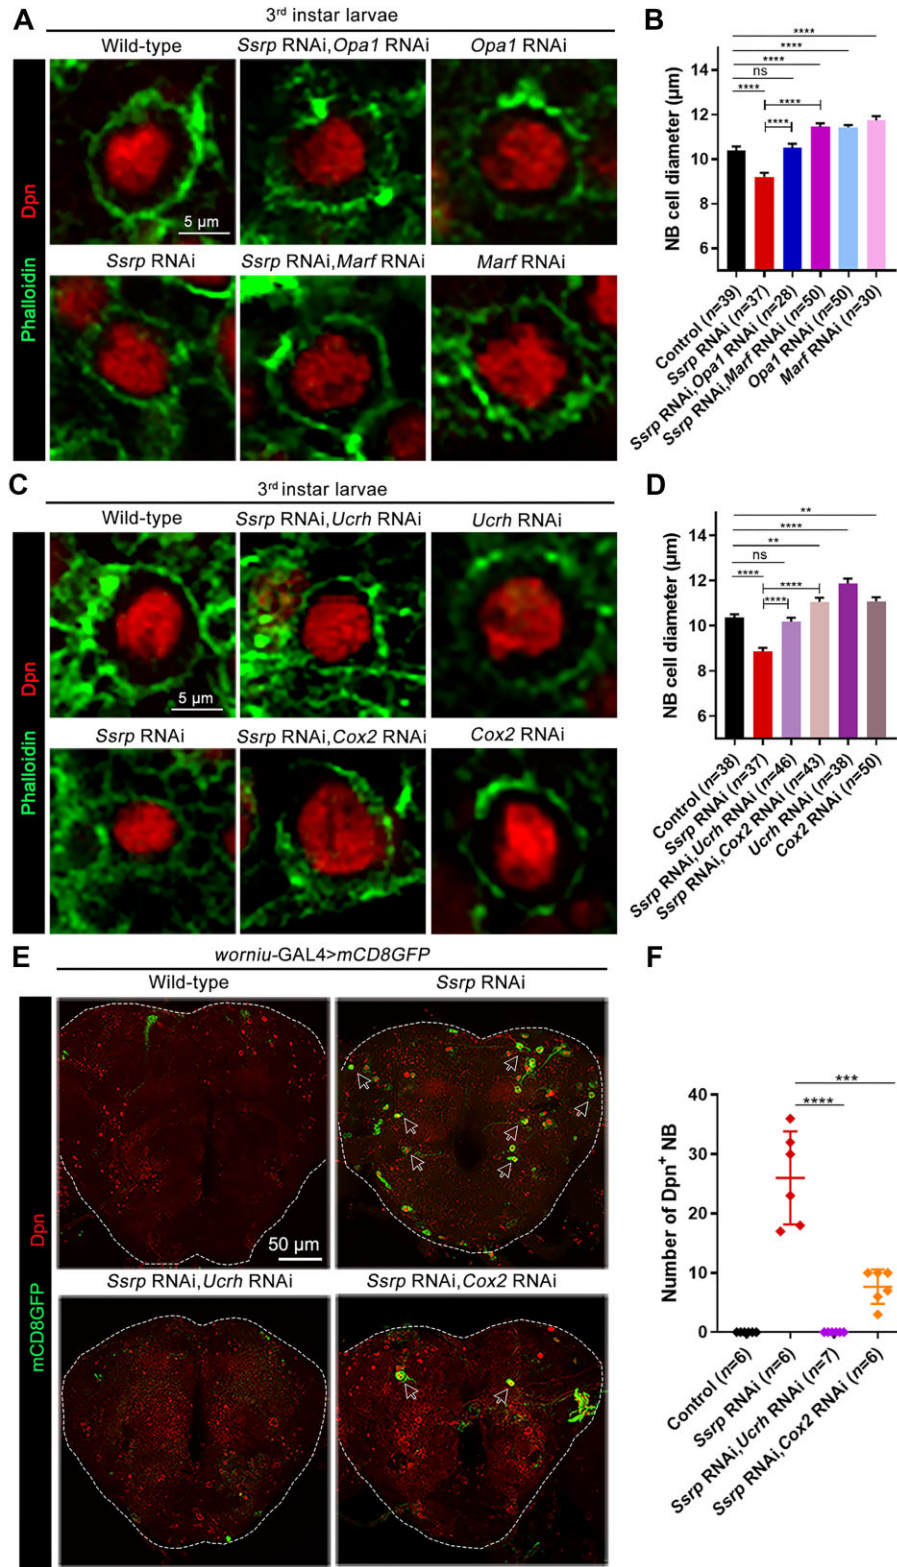 A
3rd instar larvae
Wild-type
Ssrp RNAi,Opa1 RNAi
Opa1 RNAi
Dpn
Phalloidin
5 µm
Ssrp RNAi
Ssrp RNAi,Marf RNAi
Marf RNAi
B
****
****
****
ns
****
****
****
NB cell diameter (µm)
14
12
10
8
6
Control (n=39)
Ssrp RNAi (n=37)
Ssrp RNAi,Opa1 RNAi (n=28)
Ssrp RNAi,Marf RNAi (n=50)
Opa1 RNAi (n=50)
Marf RNAi (n=30)
C
3rd instar larvae
Wild-type
Ssrp RNAi,Ucrh RNAi
Ucrh RNAi
Dpn
Phalloidin
5 µm
Ssrp RNAi
Ssrp RNAi,Cox2 RNAi
Cox2 RNAi
D
**
****
**
ns
****
****
****
NB cell diameter (µm)
14
12
10
8
6
Control (n=38)
Ssrp RNAi (n=37)
Ssrp RNAi,Ucrh RNAi (n=46)
Ssrp RNAi, Cox2 RNAi (n=43)
Ucrh RNAi (n=38)
Cox2 RNAi (n=50)
E
worniu-GAL4>mCD8GFP
Wild-type
Ssrp RNAi
Dpn
mCD8GFP
50 µm
Ssrp RNAi,Ucrh RNAi
Ssrp RNAi,Cox2 RNAi
F
***
****
Number of Dpn+ NB
40
30
20
10
0
Control (n=6)
Ssrp RNAi (n=6)
Ssrp RNAi,Ucrh RNAi (n=7)
Ssrp RNAi, Cox2 RNAi (n=6)